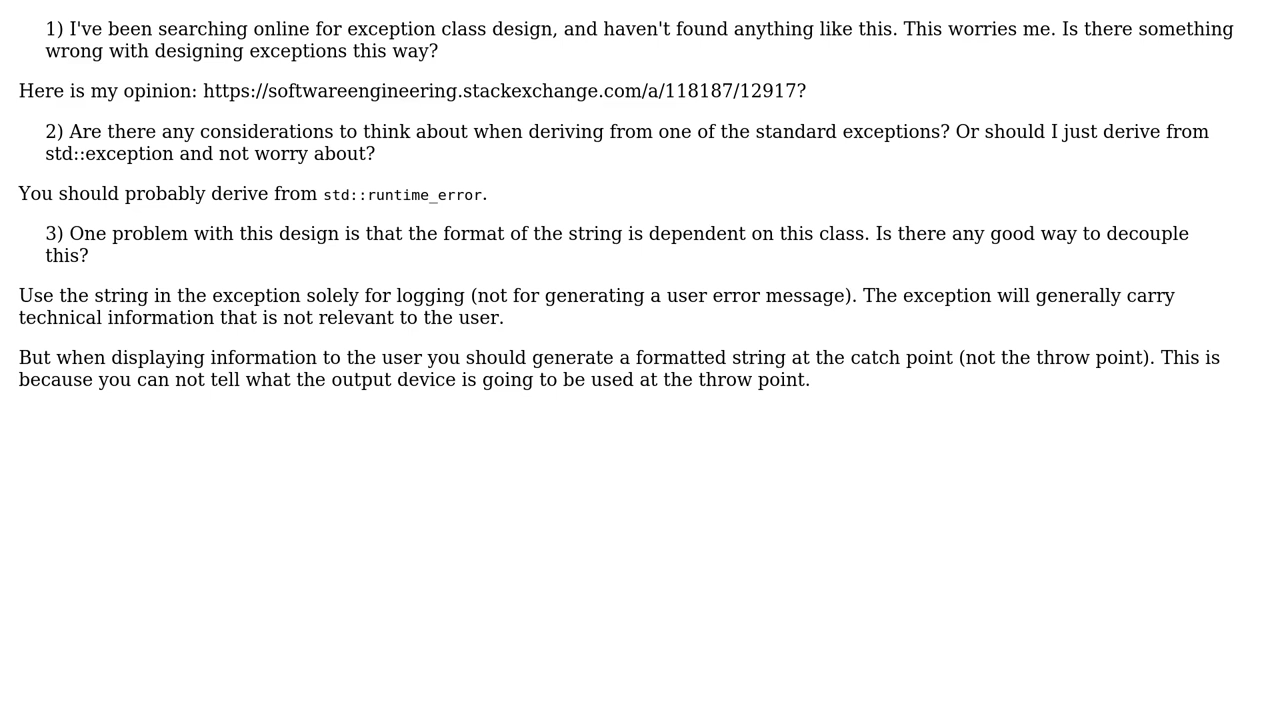 1) I've been searching online for exception class design, and haven't found anything like this. This worries me. Is there something
wrong with designing exceptions this way?
Here is my opinion: https://softwareengineering.stackexchange.com/a/118187/12917?
2) Are there any considerations to think about when deriving from one of the standard exceptions? Or should I just derive from
std::exception and not worry about?
You should probably derive from std::runtime_error.
3) One problem with this design is that the format of the string is dependent on this class. Is there any good way to decouple
this?
Use the string in the exception solely for logging (not for generating a user error message). The exception will generally carry
technical information that is not relevant to the user.
But when displaying information to the user you should generate a formatted string at the catch point (not the throw point). This is
because you can not tell what the output device is going to be used at the throw point.